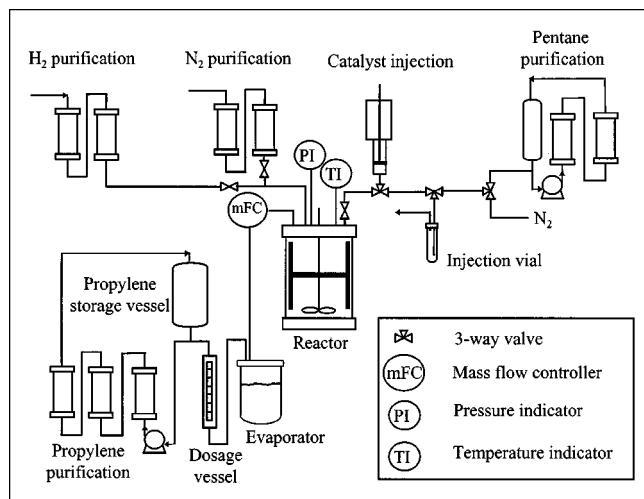 H₂ purification
N₂ purification
Catalyst injection
Pentane
purification
PI
TI
mFC
N₂
Injection vial
Propylene
storage vessel
Reactor
Evaporator
Propylene
purification
Dosage
vessel
3-way valve
mFC Mass flow controller
PI Pressure indicator
TI Temperature indicator